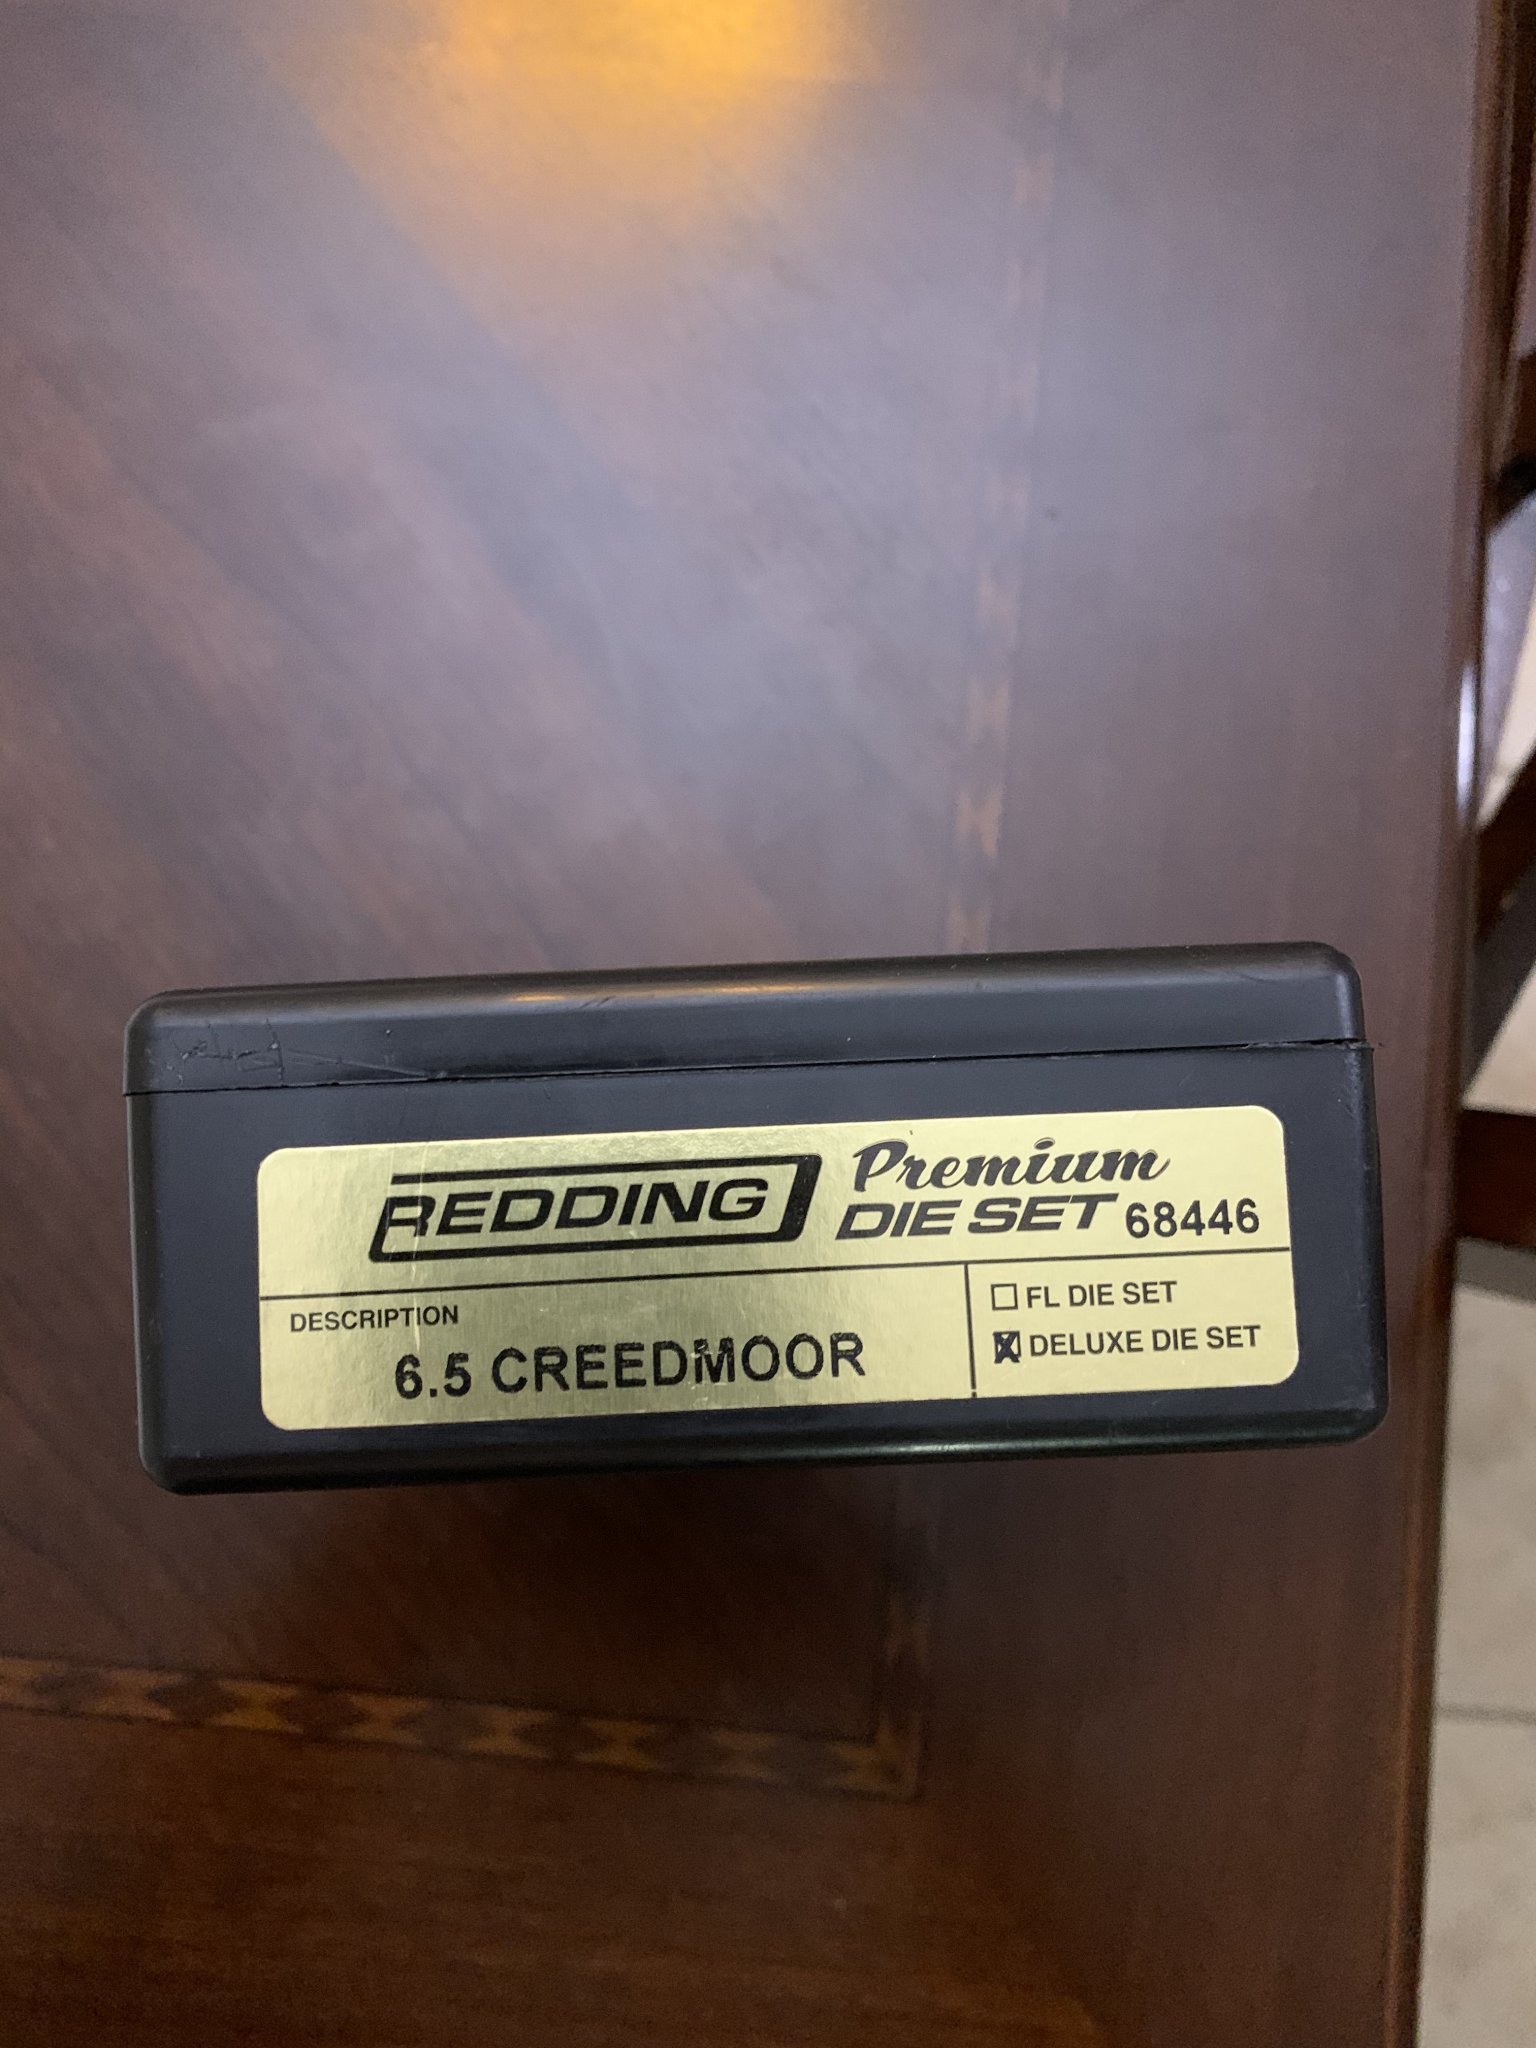 REDDING Premium
DIE SET 68446
DESCRIPTION
6.5 CREEDMOOR
FL DIE SET
DELUXE DIE SET